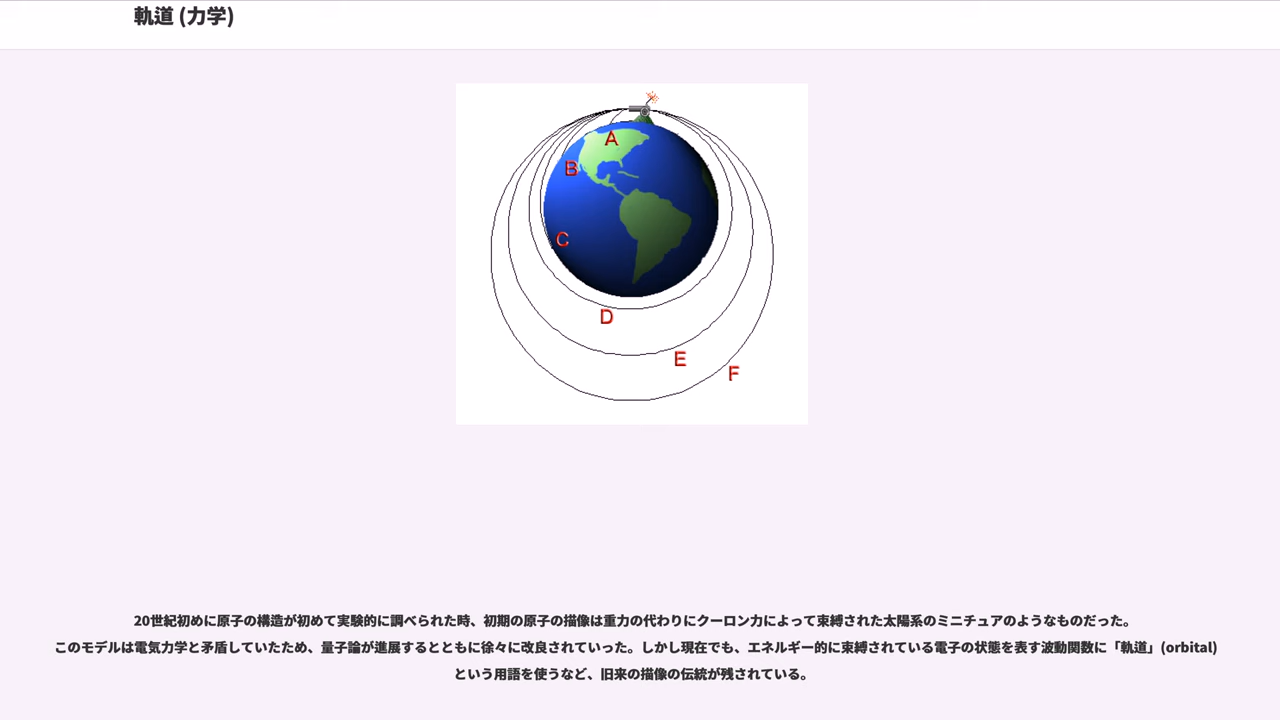 軌道 (力学)
A
B
C
D
E
F
20世紀初めに原子の構造が初めて実験的に調べられた時、初期の原子の描像は重力の代わりにクーロン力によって束縛された太陽系のミニチュアのようなものだった。
このモデルは電気力学と矛盾していたため、量子論が進展するとともに徐々に改良されていった。しかし現在でも、エネルギー的に束縛されている電子の状態を表す波動関数に「軌道」(orbital)
という用語を使うなど、旧来の描像の伝統が残されている。